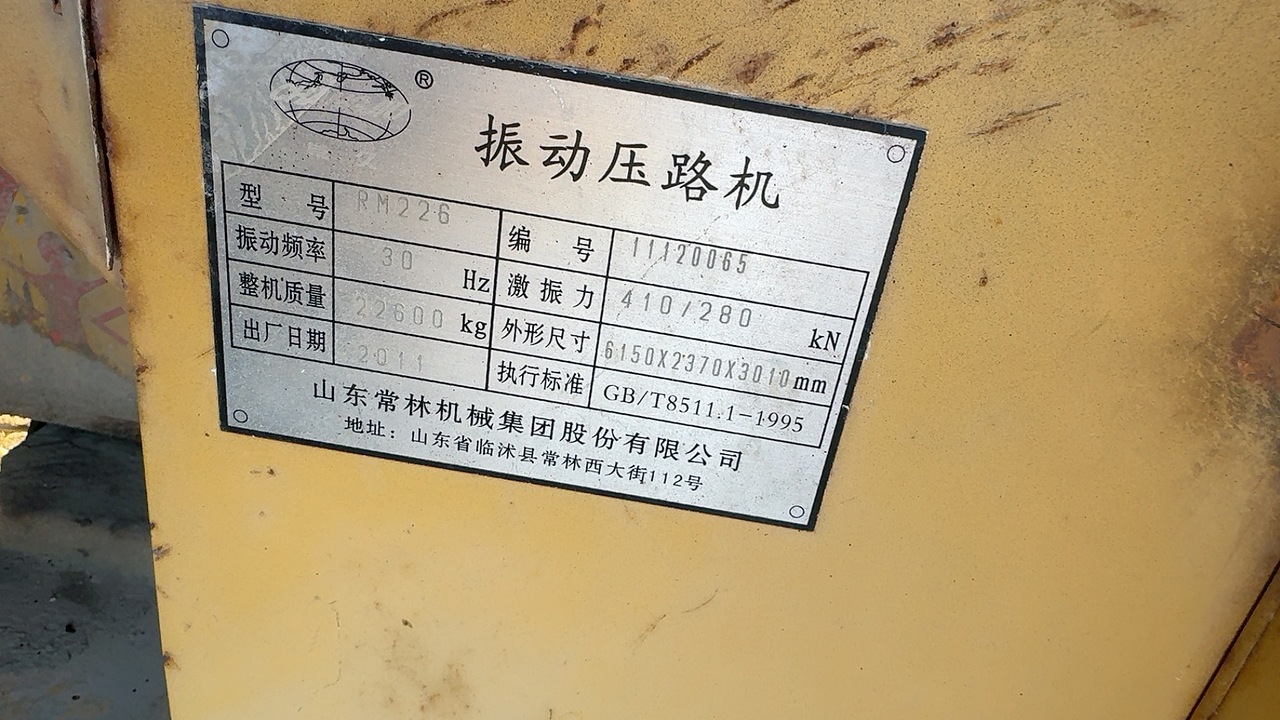 ®
振动压路机
型号 RM226 编号 11120065
振动频率 30 Hz 激振力 410/280 kN
整机质量 22600 kg 外形尺寸 6150X2370X3010mm
出厂日期 2011 执行标准 GB/T8511.1-1995
山东常林机械集团股份有限公司
地址：山东省临沭县常林西大街112号